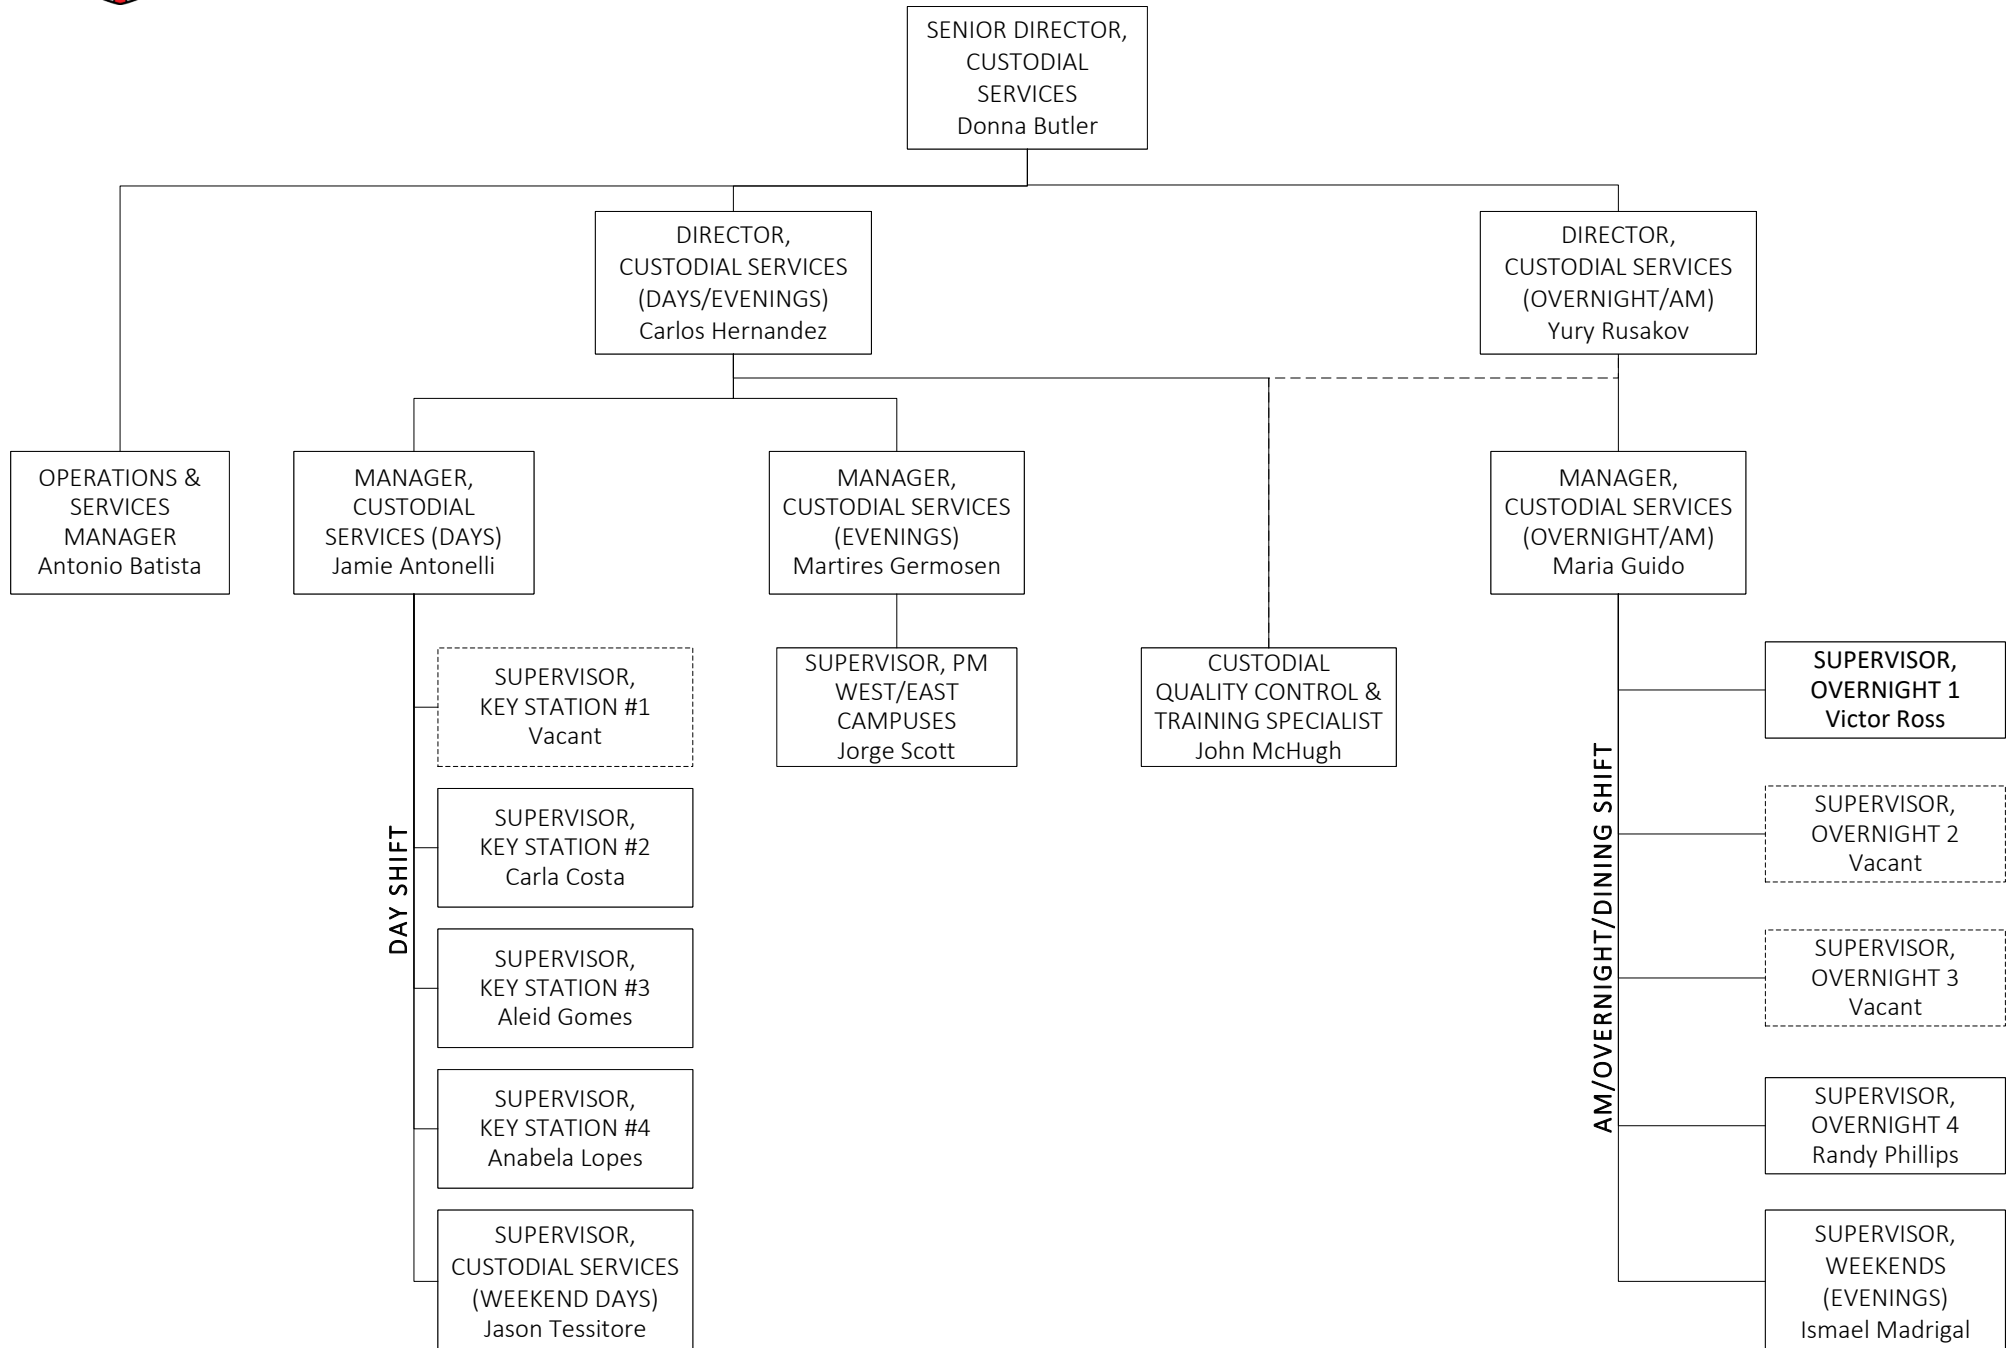 SENIOR DIRECTOR,
CUSTODIAL
SERVICES
Donna Butler
DIRECTOR,
CUSTODIAL SERVICES
(DAYS/EVENINGS)
Carlos Hernandez
DIRECTOR,
CUSTODIAL SERVICES
(OVERNIGHT/AM)
Yury Rusakov
OPERATIONS &
SERVICES
MANAGER
Antonio Batista
MANAGER,
CUSTODIAL
SERVICES (DAYS)
Jamie Antonelli
MANAGER,
CUSTODIAL SERVICES
(EVENINGS)
Martires Germosen
MANAGER,
CUSTODIAL SERVICES
(OVERNIGHT/AM)
Maria Guido
DAY SHIFT
SUPERVISOR,
KEY STATION #1
Vacant
SUPERVISOR,
KEY STATION #2
Carla Costa
SUPERVISOR,
KEY STATION #3
Aleid Gomes
SUPERVISOR,
KEY STATION #4
Anabela Lopes
SUPERVISOR,
CUSTODIAL SERVICES
(WEEKEND DAYS)
Jason Tessitore
SUPERVISOR, PM
WEST/EAST
CAMPUSES
Jorge Scott
CUSTODIAL
QUALITY CONTROL &
TRAINING SPECIALIST
John McHugh
AM/OVERNIGHT/DINING SHIFT
SUPERVISOR,
OVERNIGHT 1
Victor Ross
SUPERVISOR,
OVERNIGHT 2
Vacant
SUPERVISOR,
OVERNIGHT 3
Vacant
SUPERVISOR,
OVERNIGHT 4
Randy Phillips
SUPERVISOR,
WEEKENDS
(EVENINGS)
Ismael Madrigal